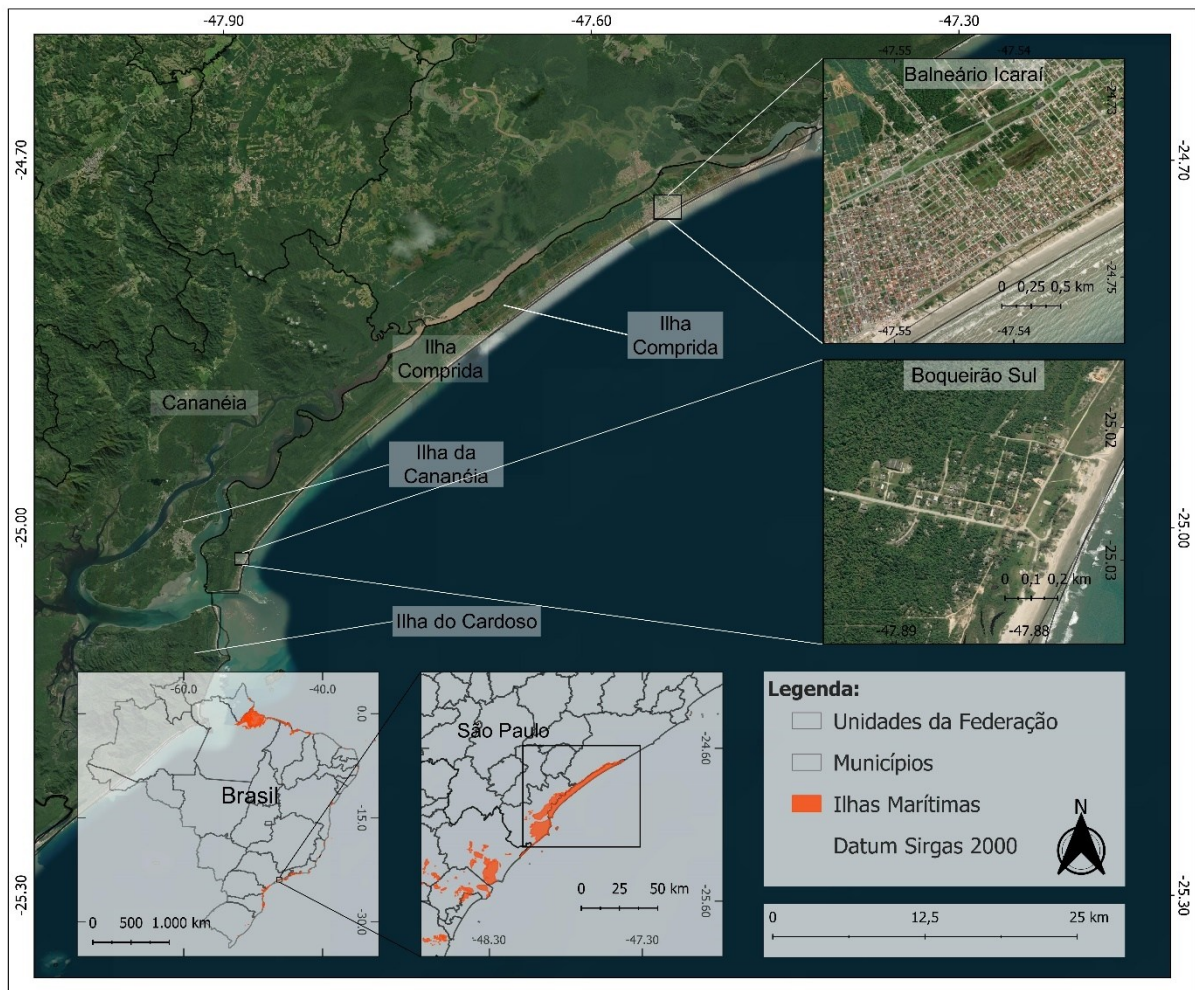 -47.90
-47.60
-47.30
-24.70
-25.00
-25.30
-24.70
-25.00
-25.30
Balneário Icaraí
-47.55
-47.54
-24.75
0 0,25 0,5 km
-47.55
-47.54
Ilha
Comprida
Ilha
Comprida
Cananéia
Ilha da
Cananéia
Ilha do Cardoso
Boqueirão Sul
-25.02
-25.03
0 0,1 0,2 km
-47.89
-47.88
-60.0
-40.0
0.0
-15.0
-30.0
Brasil
0 500 1.000 km
São Paulo
-24.60
-25.60
0 25 50 km
-48.30
-47.30
Legenda:
Unidades da Federação
Municípios
Ilhas Marítimas
Datum Sirgas 2000
N
0 12,5 25 km